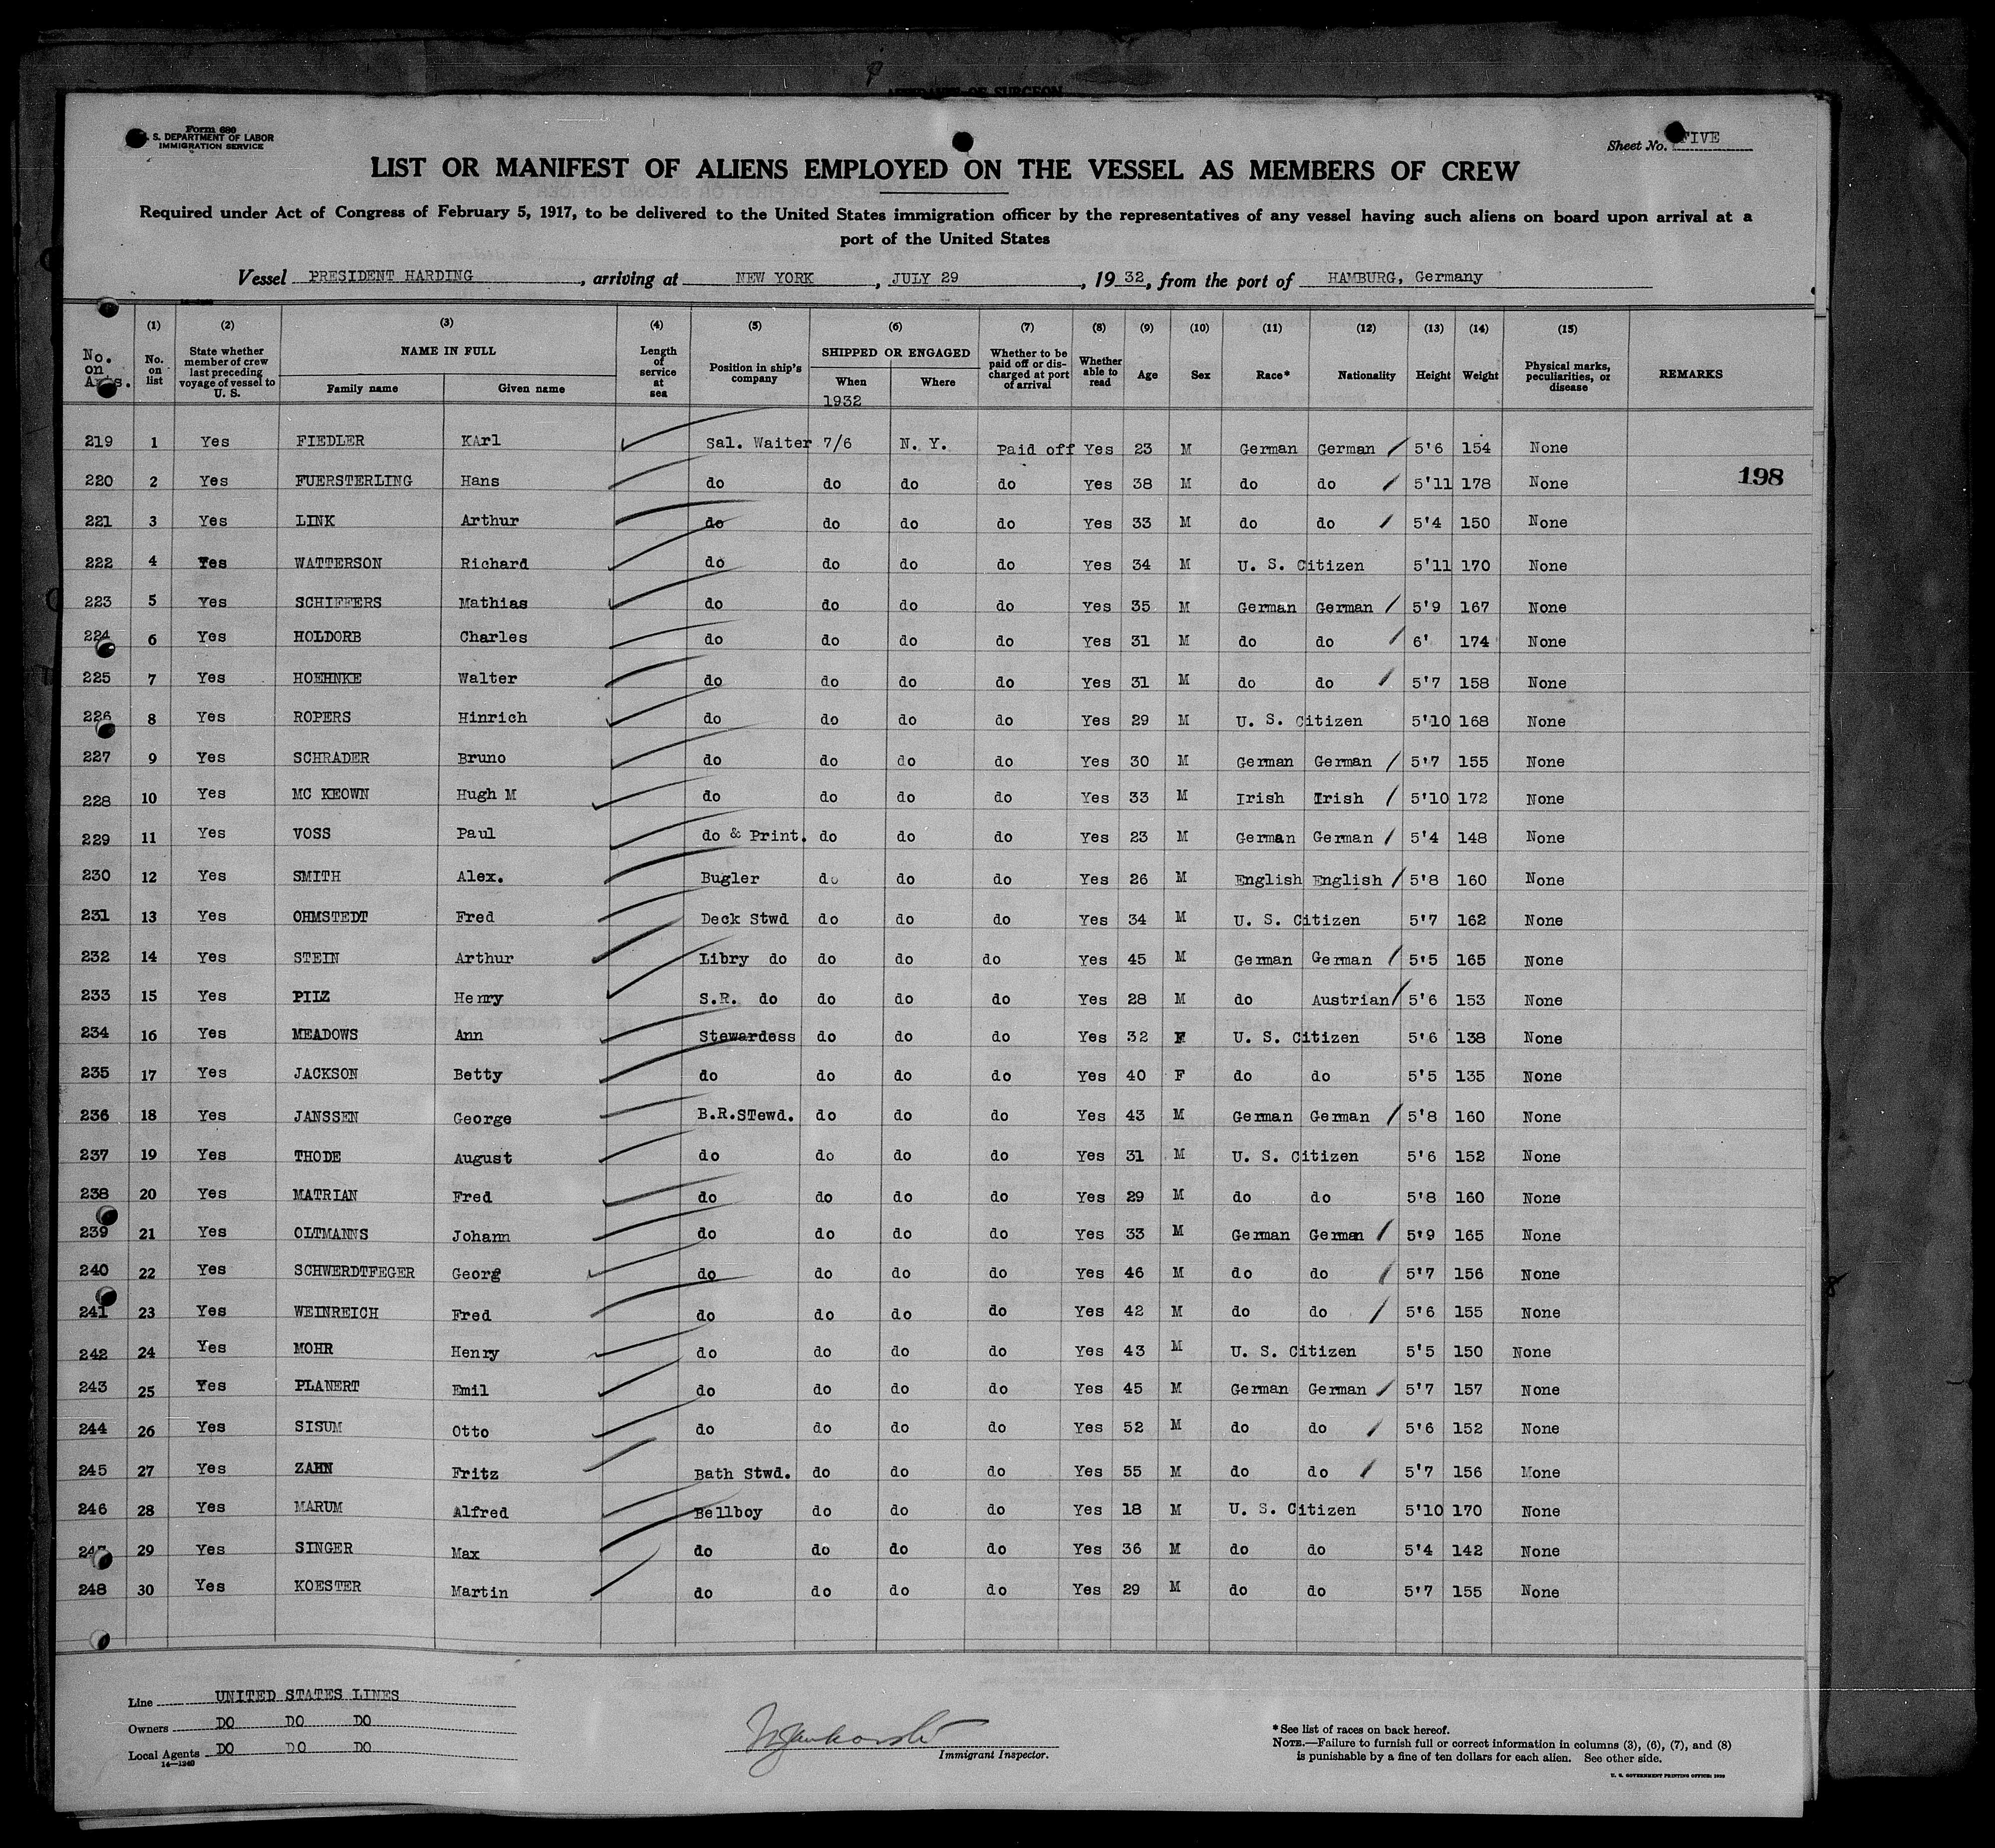 AFFIDAVIT OF SURGEON
Form 680
S. DEPARTMENT OF LABOR
IMMIGRATION SERVICE
Sheet No. FIVE
LIST OR MANIFEST OF ALIENS EMPLOYED ON THE VESSEL AS MEMBERS OF CREW
Required under Act of Congress of February 5, 1917, to be delivered to the United States immigration officer by the representatives of any vessel having such aliens on board upon arrival at a
port of the United States
Vessel PRESIDENT HARDING, arriving at NEW YORK, JULY 29, 1932, from the port of HAMBURG, Germany
No. on Arts. (1) No. on list (2) State whether member of crew last preceding voyage of vessel to U. S. (3) NAME IN FULL Family name Given name (4) Length of service at sea (5) Position in ship's company (6) SHIPPED OR ENGAGED When Where (7) Whether to be paid off or discharged at port of arrival (8) Whether able to read (9) Age (10) Sex (11) Race* (12) Nationality (13) Height (14) Weight (15) Physical marks, peculiarities, or disease REMARKS
1932
219 1 Yes FIEDLER KArl Sal. Waiter 7/6 N. Y. Paid off Yes 23 M German German 5'6 154 None
198
220 2 Yes FUERSTERLING Hans do do do do Yes 38 M do do 5'11 178 None
221 3 Yes LINK Arthur do do do do Yes 33 M do do 5'4 150 None
222 4 Yes WATTERSON Richard do do do do Yes 34 M U. S. Citizen 5'11 170 None
223 5 Yes SCHIFFERS Mathias do do do do Yes 35 M German German 5'9 167 None
224 6 Yes HOLDORB Charles do do do do Yes 31 M do do 6' 174 None
225 7 Yes HOEHNKE Walter do do do do Yes 31 M do do 5'7 158 None
226 8 Yes ROPERS Hinrich do do do do Yes 29 M U. S. Citizen 5'10 168 None
227 9 Yes SCHRADER Bruno do do do do Yes 30 M German German 5'7 155 None
228 10 Yes MC KEOWN Hugh M do do do do Yes 33 M Irish Irish 5'10 172 None
229 11 Yes VOSS Paul do & Print. do do do Yes 23 M German German 5'4 148 None
230 12 Yes SMITH Alex. Bugler do do do Yes 26 M English English 5'8 160 None
231 13 Yes OHMSTEDT Fred Deck Stwd do do do Yes 34 M U. S. Citizen 5'7 162 None
232 14 Yes STEIN Arthur Libry do do do do Yes 45 M German German 5'5 165 None
233 15 Yes PILZ Henry S.R. do do do do Yes 28 M do Austrian 5'6 153 None
234 16 Yes MEADOWS Ann Stewardess do do do Yes 32 F U. S. Citizen 5'6 138 None
235 17 Yes JACKSON Betty do do do do Yes 40 F do do 5'5 135 None
236 18 Yes JANSSEN George B.R.STewd. do do do Yes 43 M German German 5'8 160 None
237 19 Yes THODE August do do do do Yes 31 M U. S. Citizen 5'6 152 None
238 20 Yes MATRIAN Fred do do do do Yes 29 M do do 5'8 160 None
239 21 Yes OLTMANNS Johann do do do do Yes 33 M German German 5'9 165 None
240 22 Yes SCHWERDTFEGER Georg do do do do Yes 46 M do do 5'7 156 None
241 23 Yes WEINREICH Fred do do do do Yes 42 M do do 5'6 155 None
242 24 Yes MOHR Henry do do do do Yes 43 M U. S. Citizen 5'5 150 None
243 25 Yes PLANERT Emil do do do do Yes 45 M German German 5'7 157 None
244 26 Yes SISUM Otto do do do do Yes 52 M do do 5'6 152 None
245 27 Yes ZAHN Fritz Bath Stwd. do do do Yes 55 M do do 5'7 156 Mone
246 28 Yes MARUM Alfred Bellboy do do do Yes 18 M U. S. Citizen 5'10 170 None
247 29 Yes SINGER Max do do do do Yes 36 M do do 5'4 142 None
248 30 Yes KOESTER Martin do do do do Yes 29 M do do 5'7 155 None
Line UNITED STATES LINES
Owners DO DO DO
Local Agents DO DO DO
14—1240
Immigrant Inspector.
*See list of races on back hereof.
NOTE.—Failure to furnish full or correct information in columns (3), (6), (7), and (8)
is punishable by a fine of ten dollars for each alien. See other side.
U. S. GOVERNMENT PRINTING OFFICE: